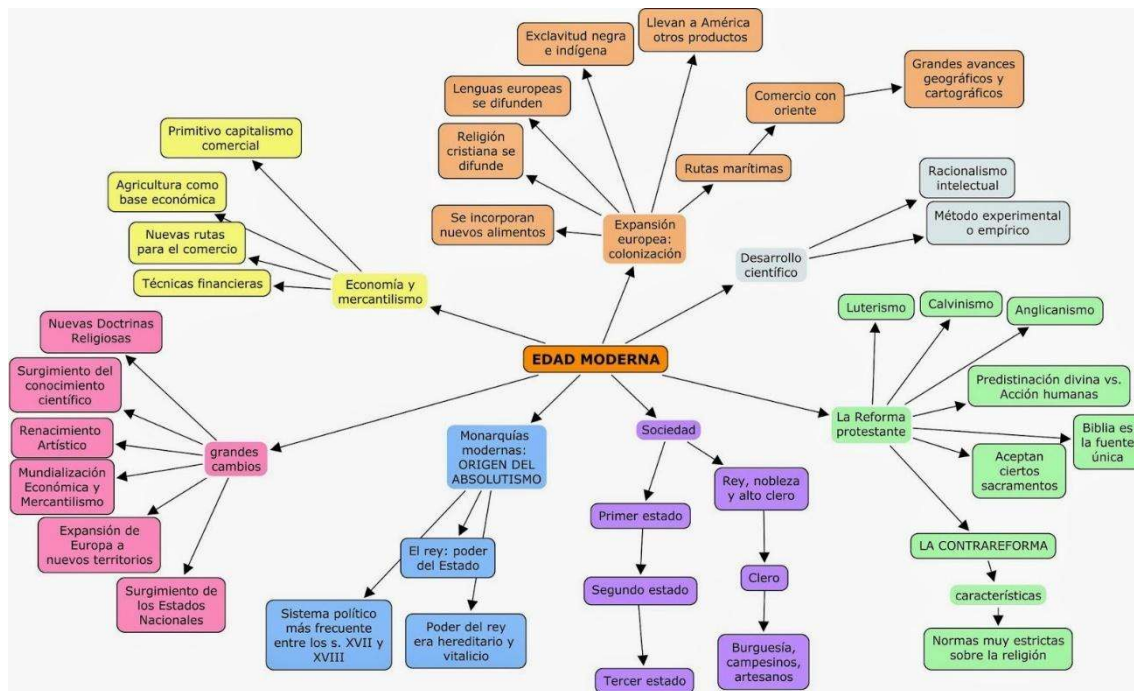 EDAD MODERNA
Economía y
mercantilismo
Primitivo capitalismo
comercial
Agricultura como
base económica
Nuevas rutas
para el comercio
Técnicas financieras
Expansión
europea:
colonización
Se incorporan
nuevos alimentos
Religión
cristiana se
difunde
Lenguas europeas
se difunden
Exclavitud negra
e indígena
Llevan a América
otros productos
Rutas marítimas
Comercio con
oriente
Grandes avances
geográficos y
cartográficos
Desarrollo
científico
Racionalismo
intelectual
Método experimental
o empírico
La Reforma
protestante
Luterismo
Calvinismo
Anglicanismo
Predistinación divina vs.
Acción humanas
Biblia es
la fuente
única
Aceptan
ciertos
sacramentos
LA CONTRAREFORMA
características
Normas muy estrictas
sobre la religión
Sociedad
Primer estado
Segundo estado
Tercer estado
Rey, nobleza
y alto clero
Clero
Burguesía,
campesinos,
artesanos
Monarquías
modernas:
ORIGEN DEL
ABSOLUTISMO
El rey: poder
del Estado
Sistema político
más frecuente
entre los s. XVII y
XVIII
Poder del rey
era hereditario y
vitalicio
grandes
cambios
Nuevas Doctrinas
Religiosas
Surgimiento del
conocimiento
científico
Renacimiento
Artístico
Mundialización
Económica y
Mercantilismo
Expansión de
Europa a
nuevos territorios
Surgimiento de
los Estados
Nacionales